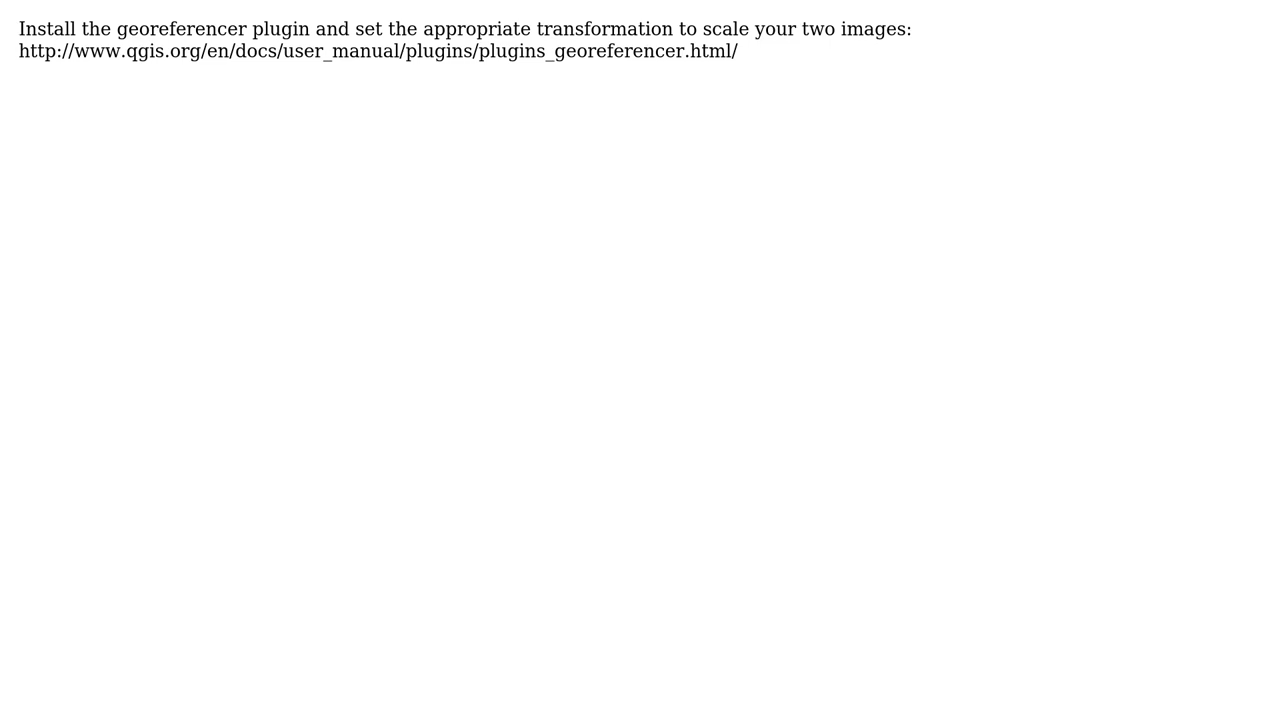 Install the georeferencer plugin and set the appropriate transformation to scale your two images:
http://www.qgis.org/en/docs/user_manual/plugins/plugins_georeferencer.html/